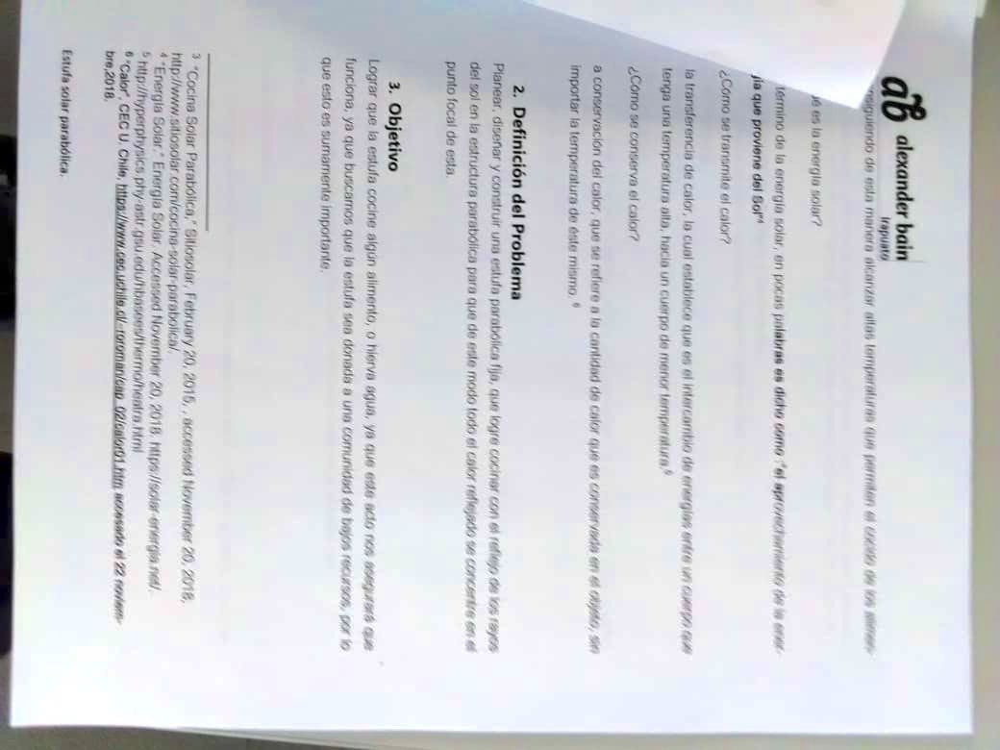 alexander bain
Irapuato
siguiendo de esta manera alcanzar altas temperaturas que permitan el cocido de los alimen-
ue es la energía solar?
término de la energía solar, en pocas palabras es dicho como :"el aprovechamiento de la ener-
gía que proviene del Sol"⁴
¿Como se transmite el calor?
la transferencia de calor, la cual establece que es el intercambio de energías entre un cuerpo que
tenga una temperatura alta, hacia un cuerpo de menor temperatura.⁵
¿Como se conserva el calor?
a conservación del calor, que se refiere a la cantidad de calor que es conservada en el objeto, sin
importar la temperatura de éste mismo. ⁶
2. Definición del Problema
Planear, diseñar y construir una estufa parabólica fija, que logre cocinar con el reflejo de los rayos
del sol en la estructura parabólica para que de este modo todo el calor reflejado se concentre en el
punto focal de esta.
3. Objetivo
Lograr que la estufa cocine algún alimento, o hierva agua, ya que este acto nos asegurará que
funciona, ya que buscamos que la estufa sea donada a una comunidad de bajos recursos, por lo
que esto es sumamente importante.
³ "Cocina Solar Parabólica," Sitiosolar, February 20, 2015, , accessed November 20, 2018,
http://www.sitiosolar.com/cocina-solar-parabolica/.
⁴ "Energía Solar." Energia Solar. Accessed November 20, 2018. https://solar-energia.net/.
⁵ http://hyperphysics.phy-astr.gsu.edu/hbasees/thermo/heatra.html
⁶ "Calor", CEC U. Chile, https://www.cec.uchile.cl/~roroman/cap_02/calor01.htm accesado el 22 noviem-
bre,2018.
Estufa solar parabólica.